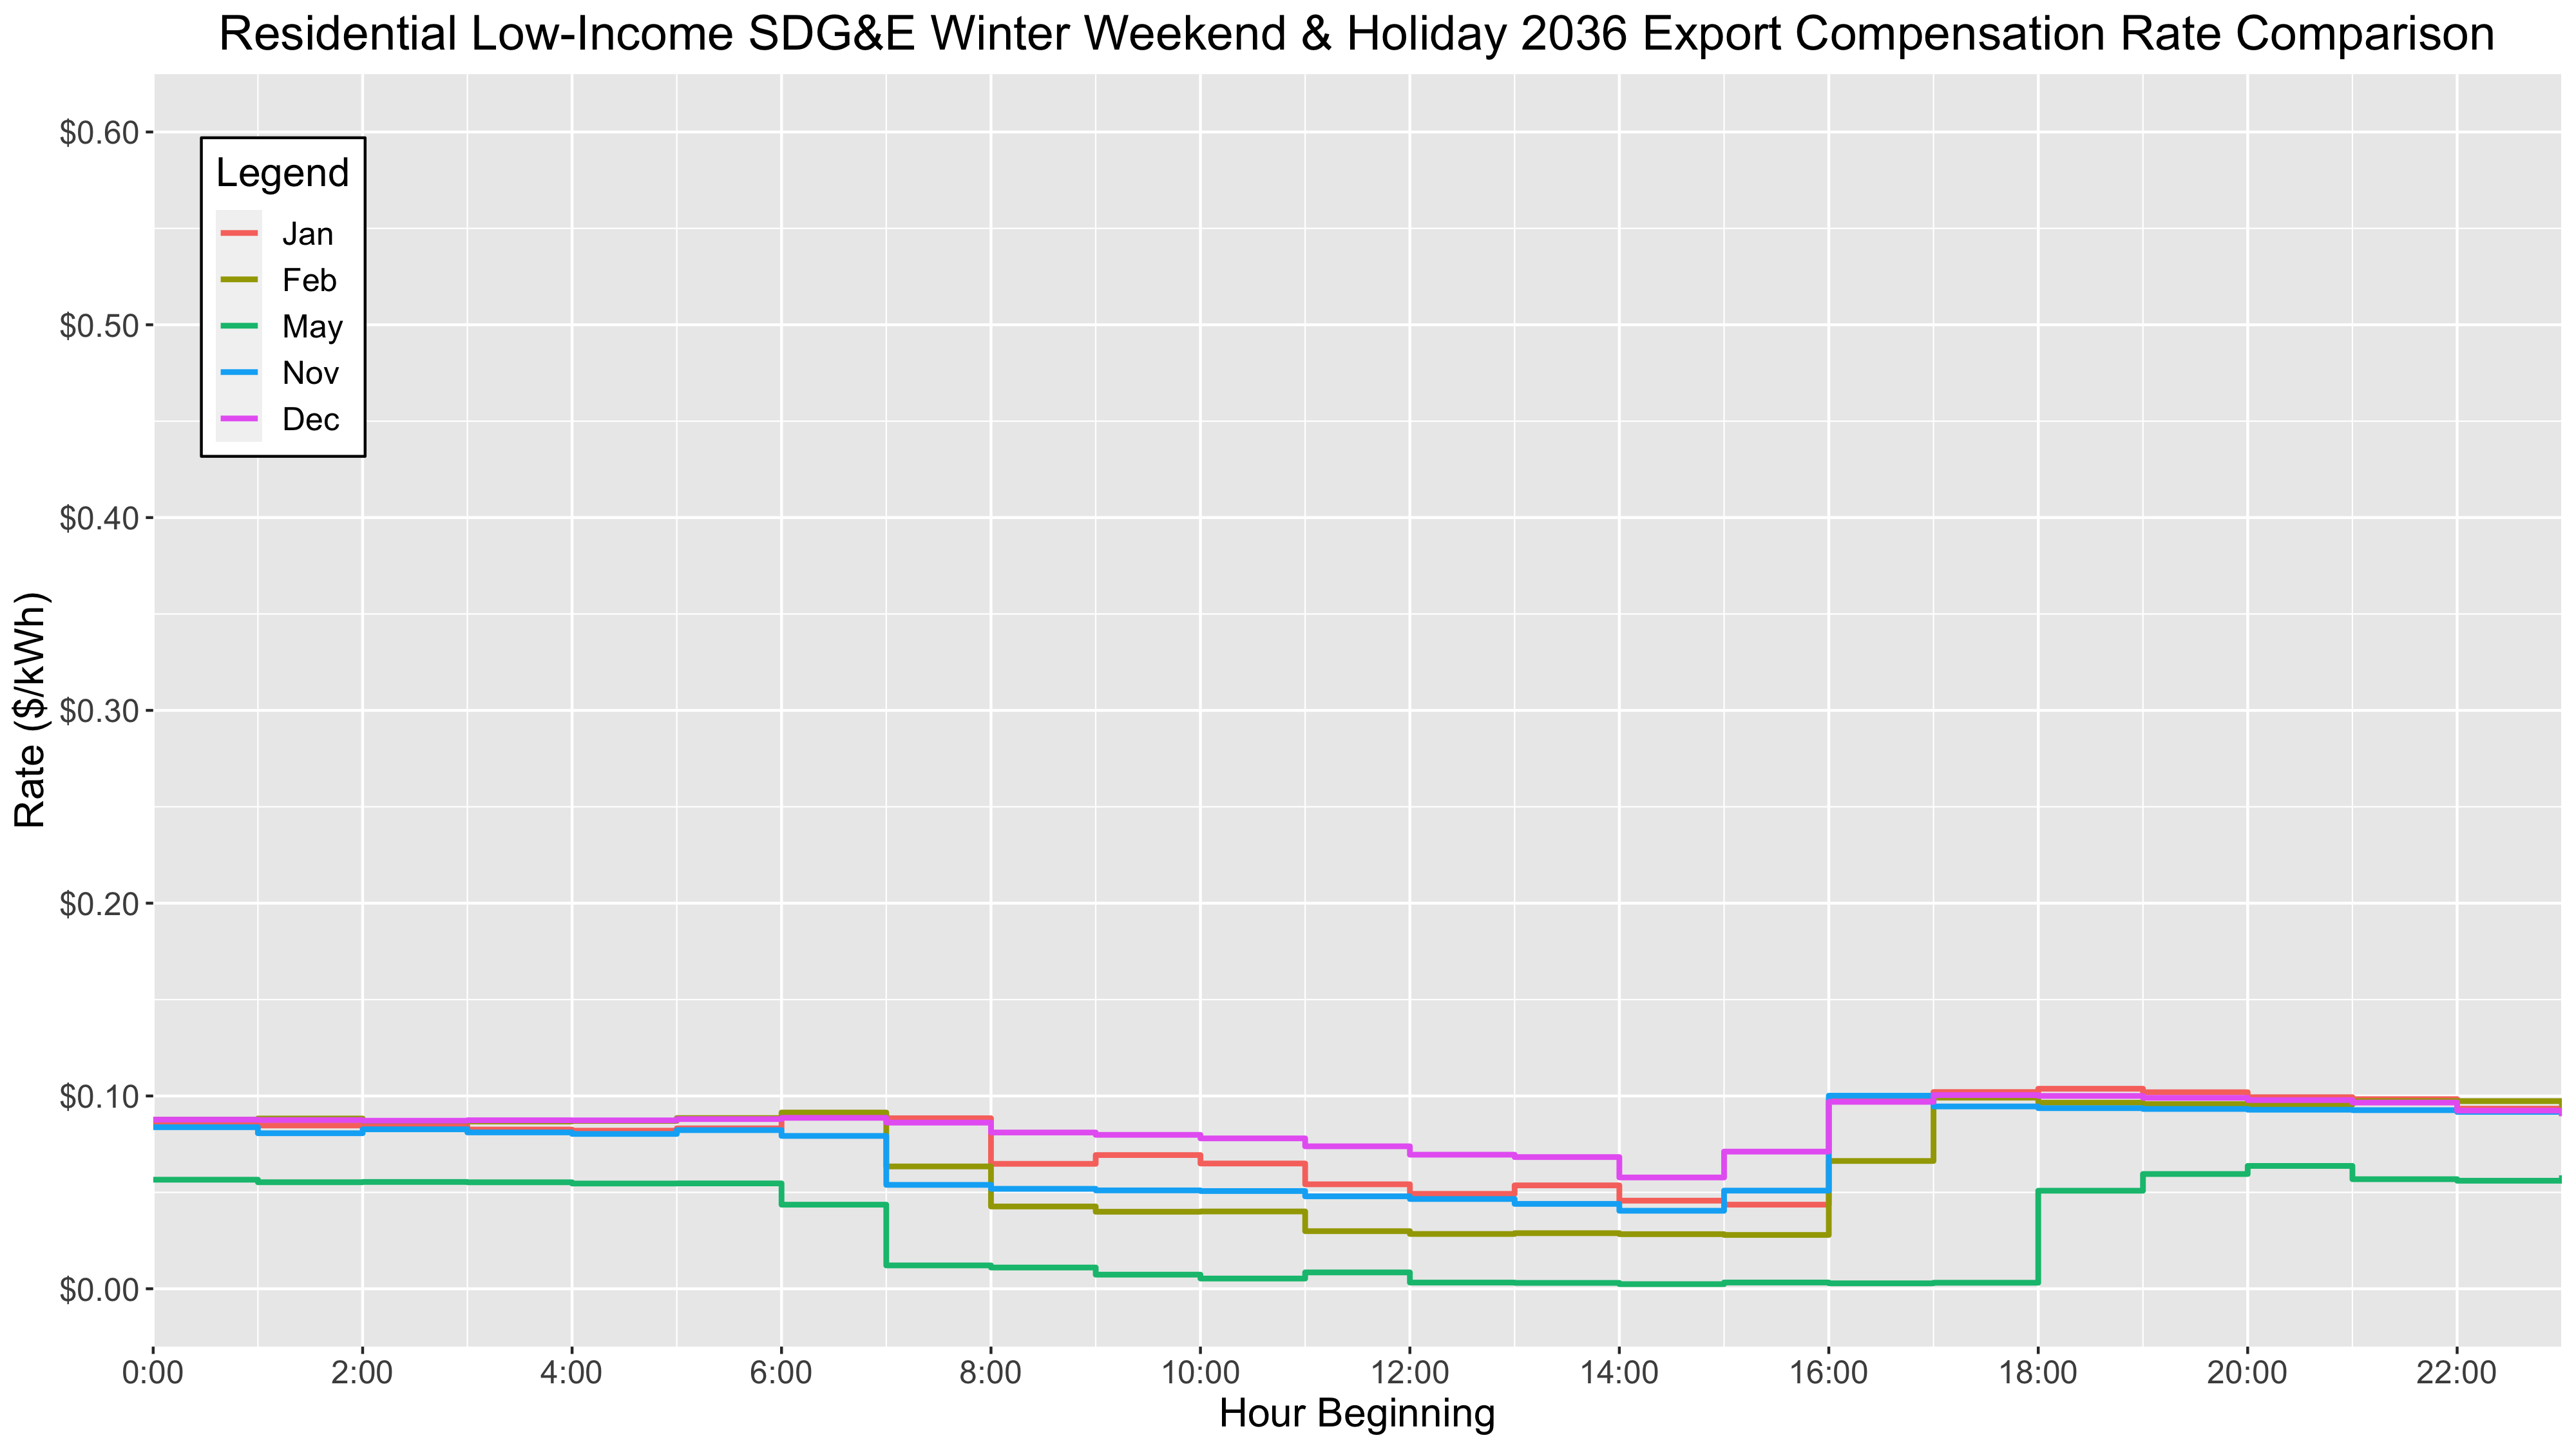 Residential Low-Income SDG&E Winter Weekend & Holiday 2036 Export Compensation Rate Comparison
$0.60
$0.50
$0.40
$0.30
$0.20
$0.10
$0.00
Rate ($/kWh)
Legend
Jan
Feb
May
Nov
Dec
0:00 2:00 4:00 6:00 8:00 10:00 12:00 14:00 16:00 18:00 20:00 22:00
Hour Beginning